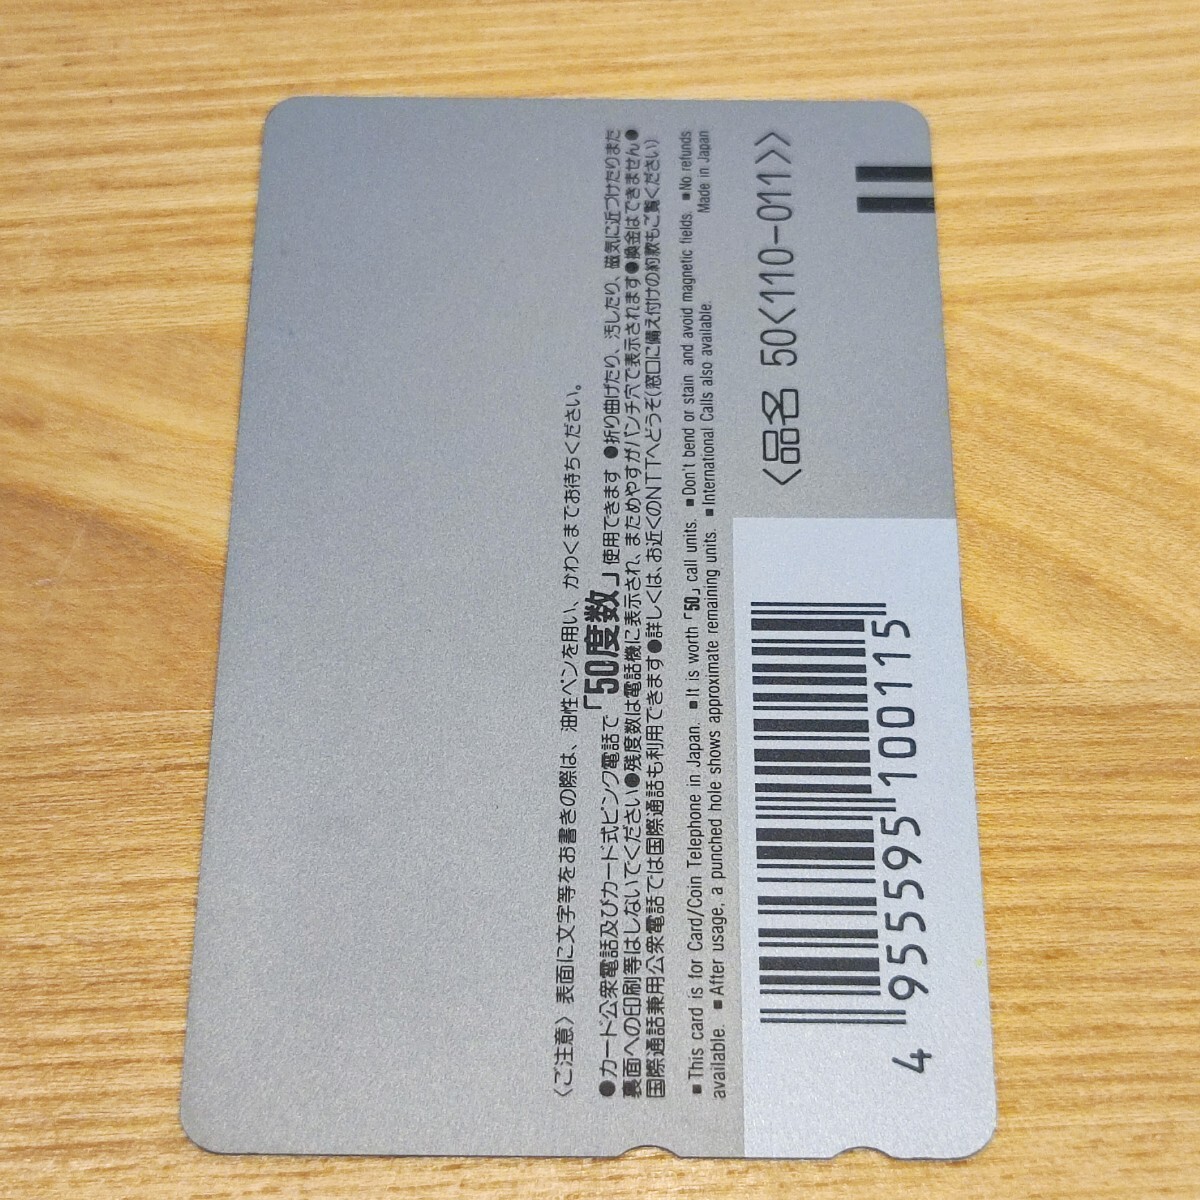 〈ご注意〉表面に文字等をお書きの際は、油性ペンを用い、かわくまでお待ちください。
●カード公衆電話及びカード式ピンク電話で「50度数」使用できます ●折り曲げたり、汚したり、磁気に近づけたりまた
裏面への印刷等はしないでください●残度数は電話機に表示され、まためやすがパンチ穴で表示されます●換金はできません●
国際通話兼用公衆電話では国際通話も利用できます●詳しくは、お近くのNTTへどうぞ(窓口に備え付けの約款もご覧ください)
■This card is for Card/Coin Telephone in Japan. ■It is worth「50」call units. ■Don't bend or stain and avoid magnetic fields. ■No refunds
available. ■After usage, a punched hole shows approximate remaining units. ■International Calls also available. Made in Japan
〈品名 50〈110-011〉〉
4 955595 100115